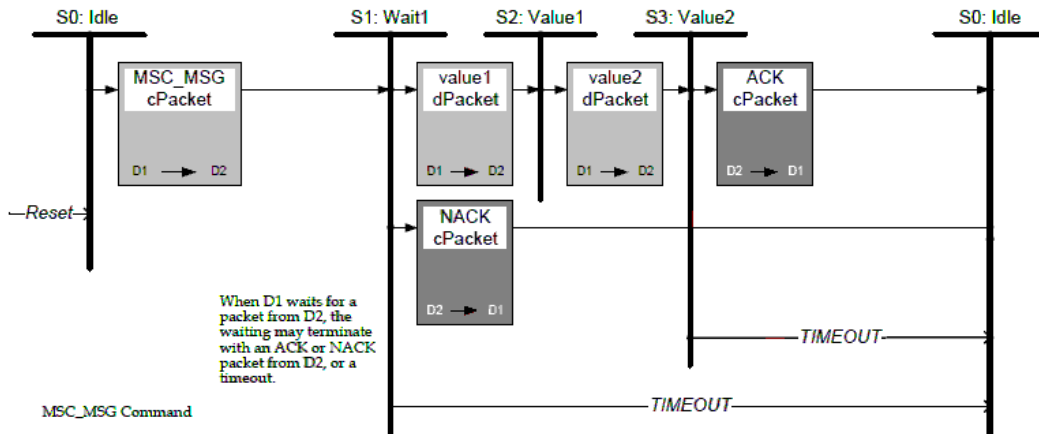 S0: Idle
S1: Wait1
S2: Value1
S3: Value2
S0: Idle
MSC_MSG
cPacket
D1 D2
value1
dPacket
D1 D2
value2
dPacket
D1 D2
ACK
cPacket
D2 D1
Reset
NACK
cPacket
D2 D1
When D1 waits for a
packet from D2, the
waiting may terminate
with an ACK or NACK
packet from D2, or a
timeout.
TIMEOUT
TIMEOUT
MSC_MSG Command